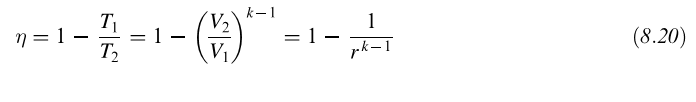 η = 1 − T₁/T₂ = 1 − (V₂/V₁)^(k−1) = 1 − 1/r^(k−1) (8.20)